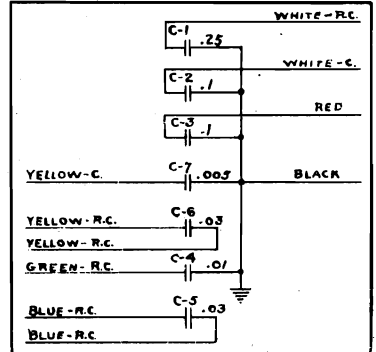 WHITE-R.C.
C-1 .25
WHITE-C.
C-2 .1
RED
C-3 .1
C-7 .005
YELLOW-C. BLACK
C-6
YELLOW-R.C. .03
YELLOW-R.C.
C-4
GREEN-R.C. .01
C-5
BLUE-R.C. .03
BLUE-R.C.